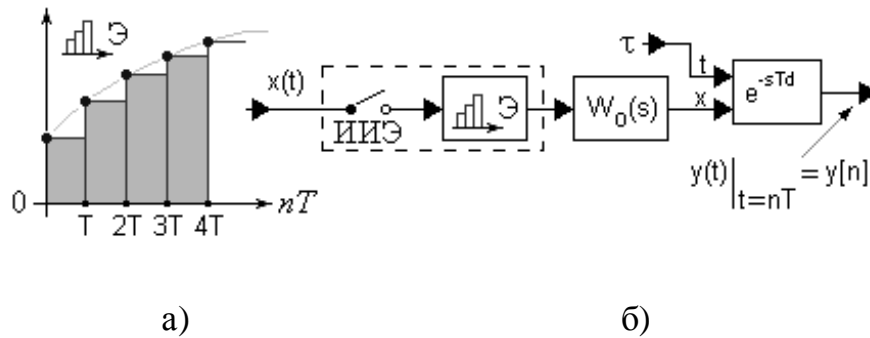 Э
0
T 2T 3T 4T
nT
x(t)
ИИЭ
Э
W₀(s)
τ
t
x
e^-sTd
y(t)|t=nT = y[n]
а)
б)